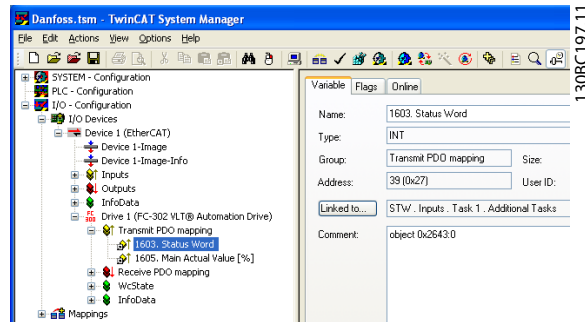 Danfoss.tsm - TwinCAT System Manager
File Edit Actions View Options Help
SYSTEM - Configuration
PLC - Configuration
I/O - Configuration
I/O Devices
Device 1 (EtherCAT)
Device 1-Image
Device 1-Image-Info
Inputs
Outputs
InfoData
FC 300 Drive 1 (FC-302 VLT® Automation Drive)
Transmit PDO mapping
1603. Status Word
1605. Main Actual Value [%]
Receive PDO mapping
WcState
InfoData
Mappings
Variable Flags Online
Name: 1603. Status Word
Type: INT
Group: Transmit PDO mapping Size:
Address: 39 (0x27) User ID:
Linked to... STW . Inputs . Task 1 . Additional Tasks
Comment: object 0x2643:0
130BC197.11